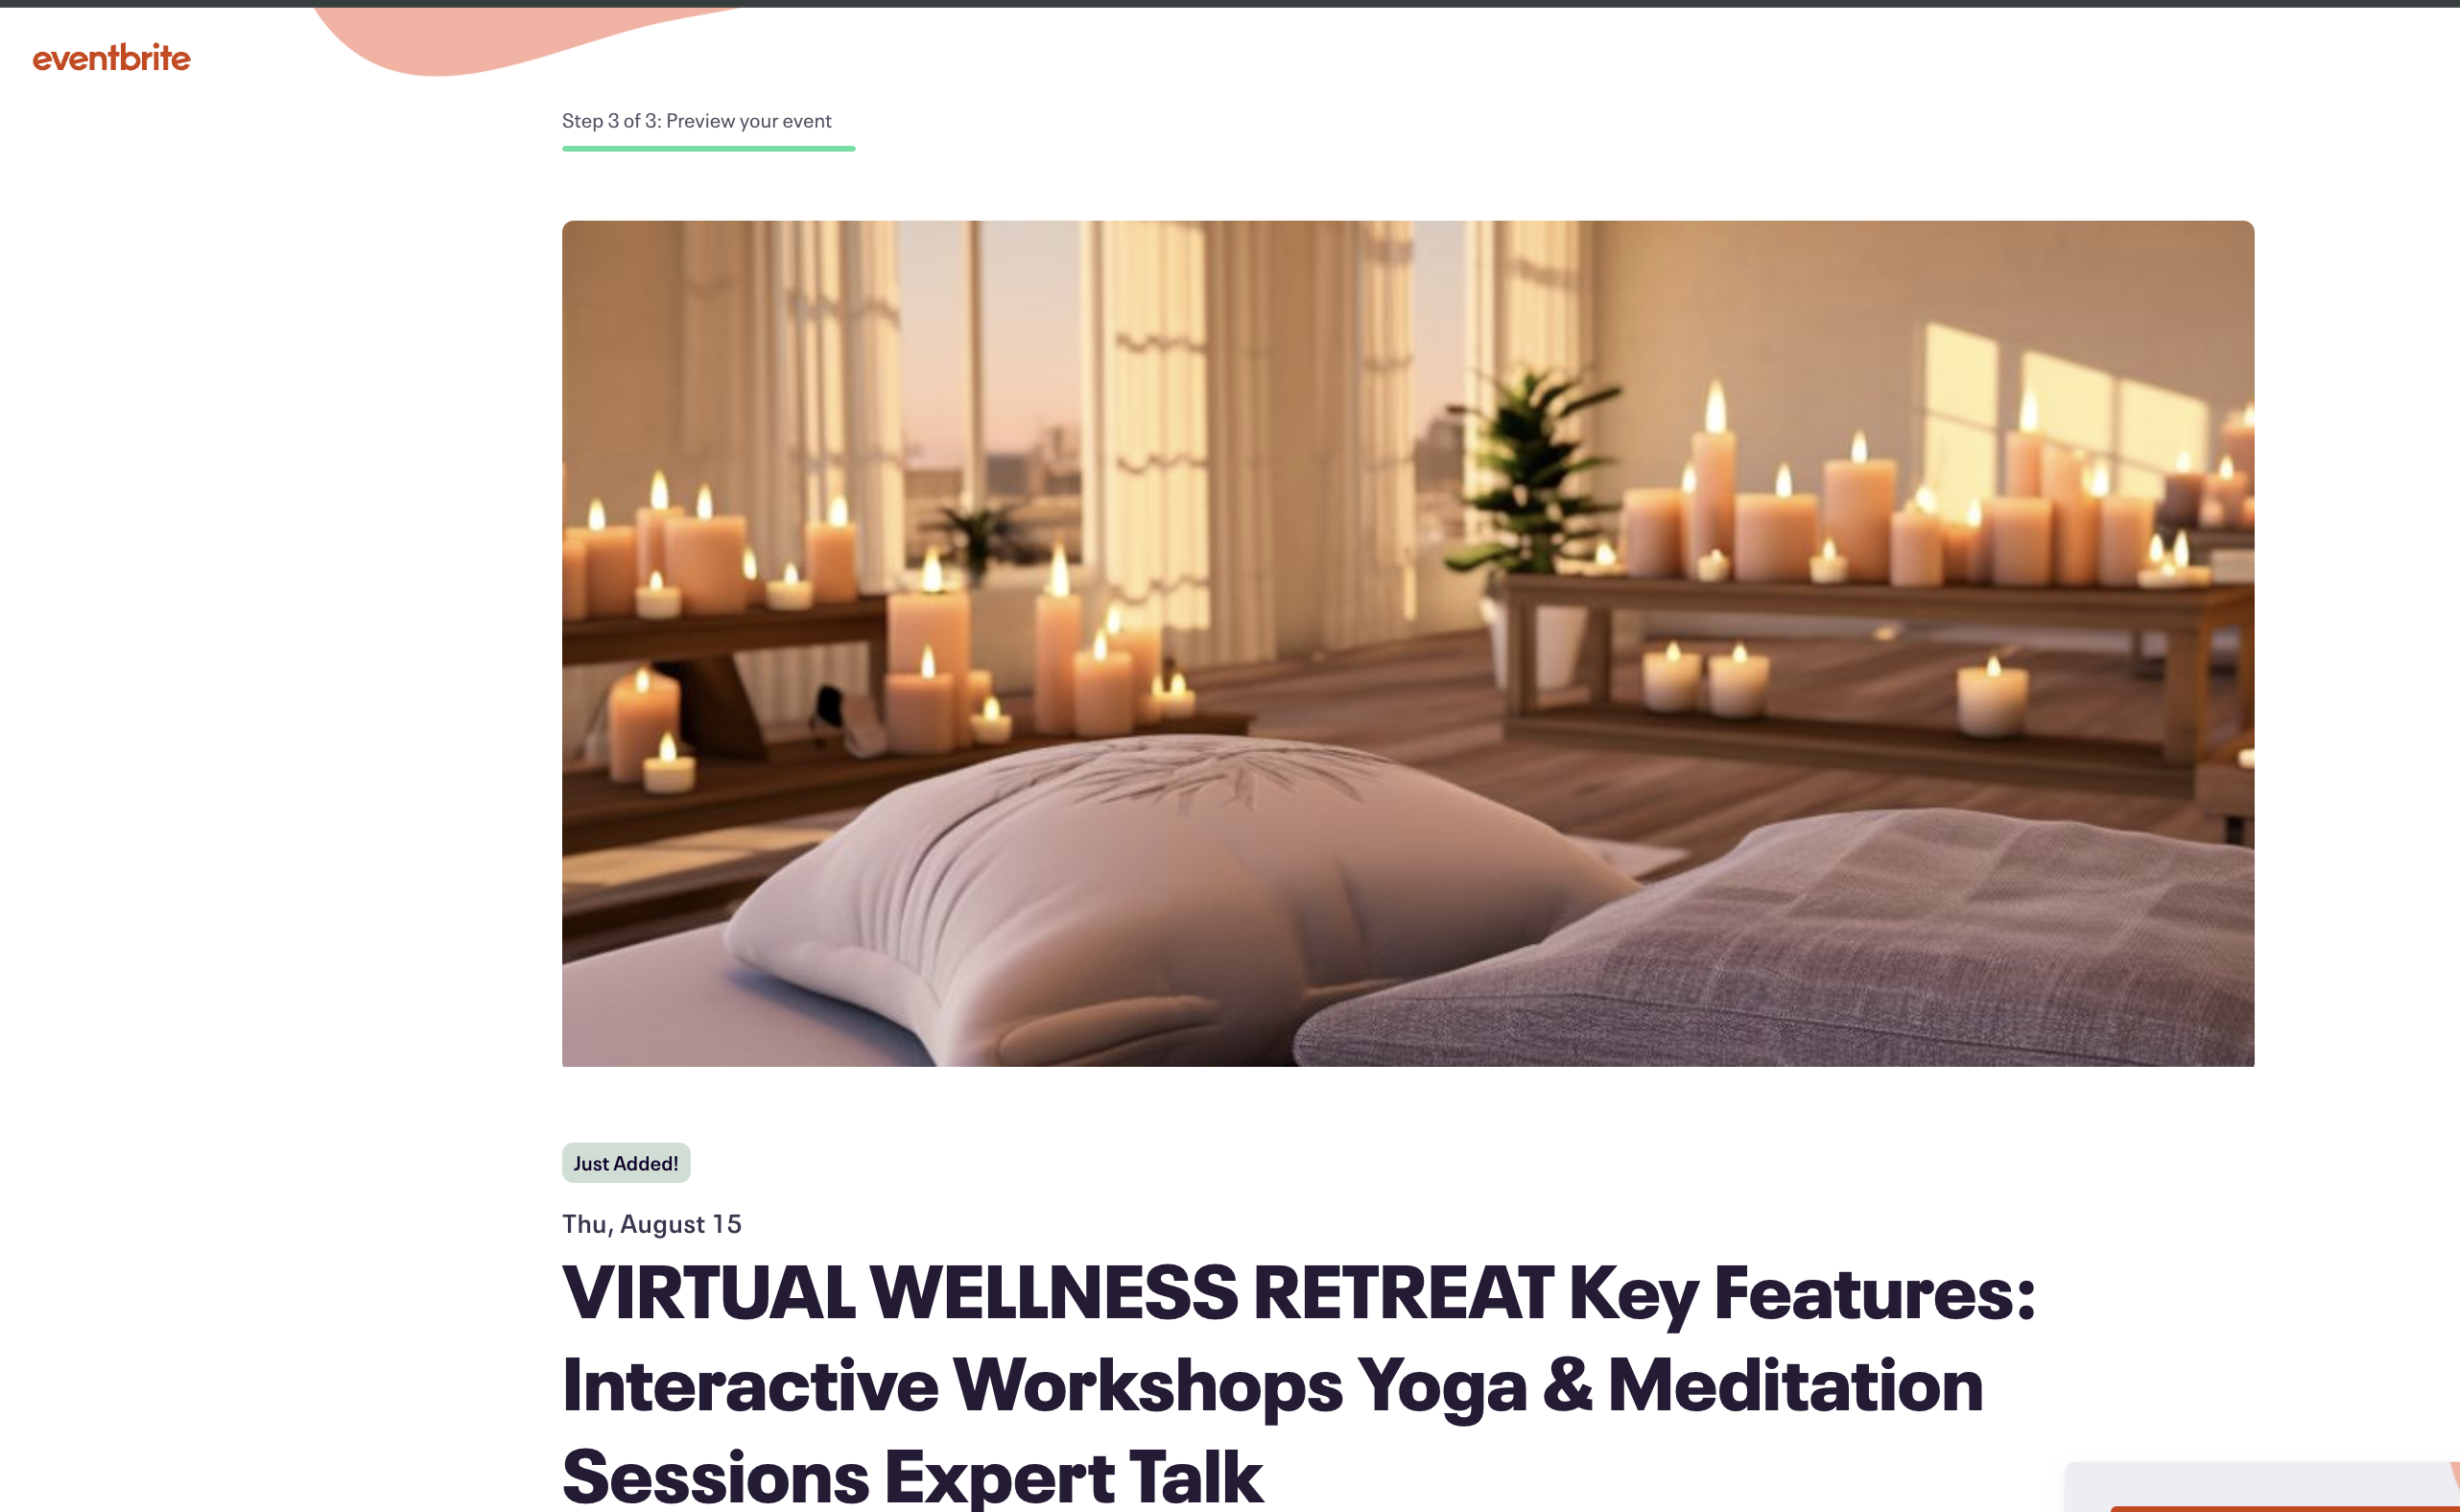 eventbrite
Step 3 of 3: Preview your event
Just Added!
Thu, August 15
VIRTUAL WELLNESS RETREAT Key Features:
Interactive Workshops Yoga & Meditation
Sessions Expert Talk